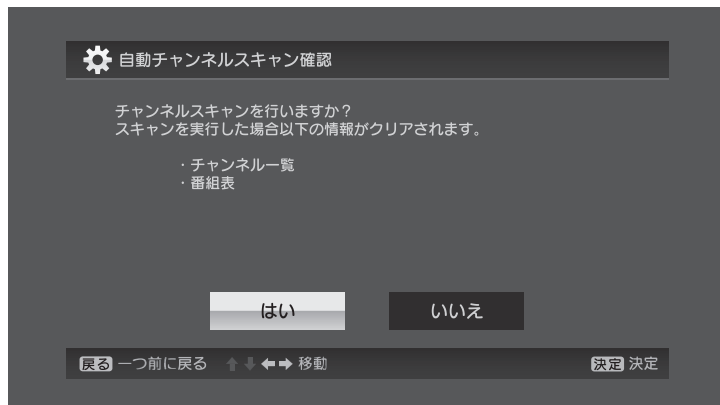 自動チャンネルスキャン確認
チャンネルスキャンを行いますか？
スキャンを実行した場合以下の情報がクリアされます。
・チャンネル一覧
・番組表
はい いいえ
戻る 一つ前に戻る ⬆⬇⬅➡ 移動 決定 決定